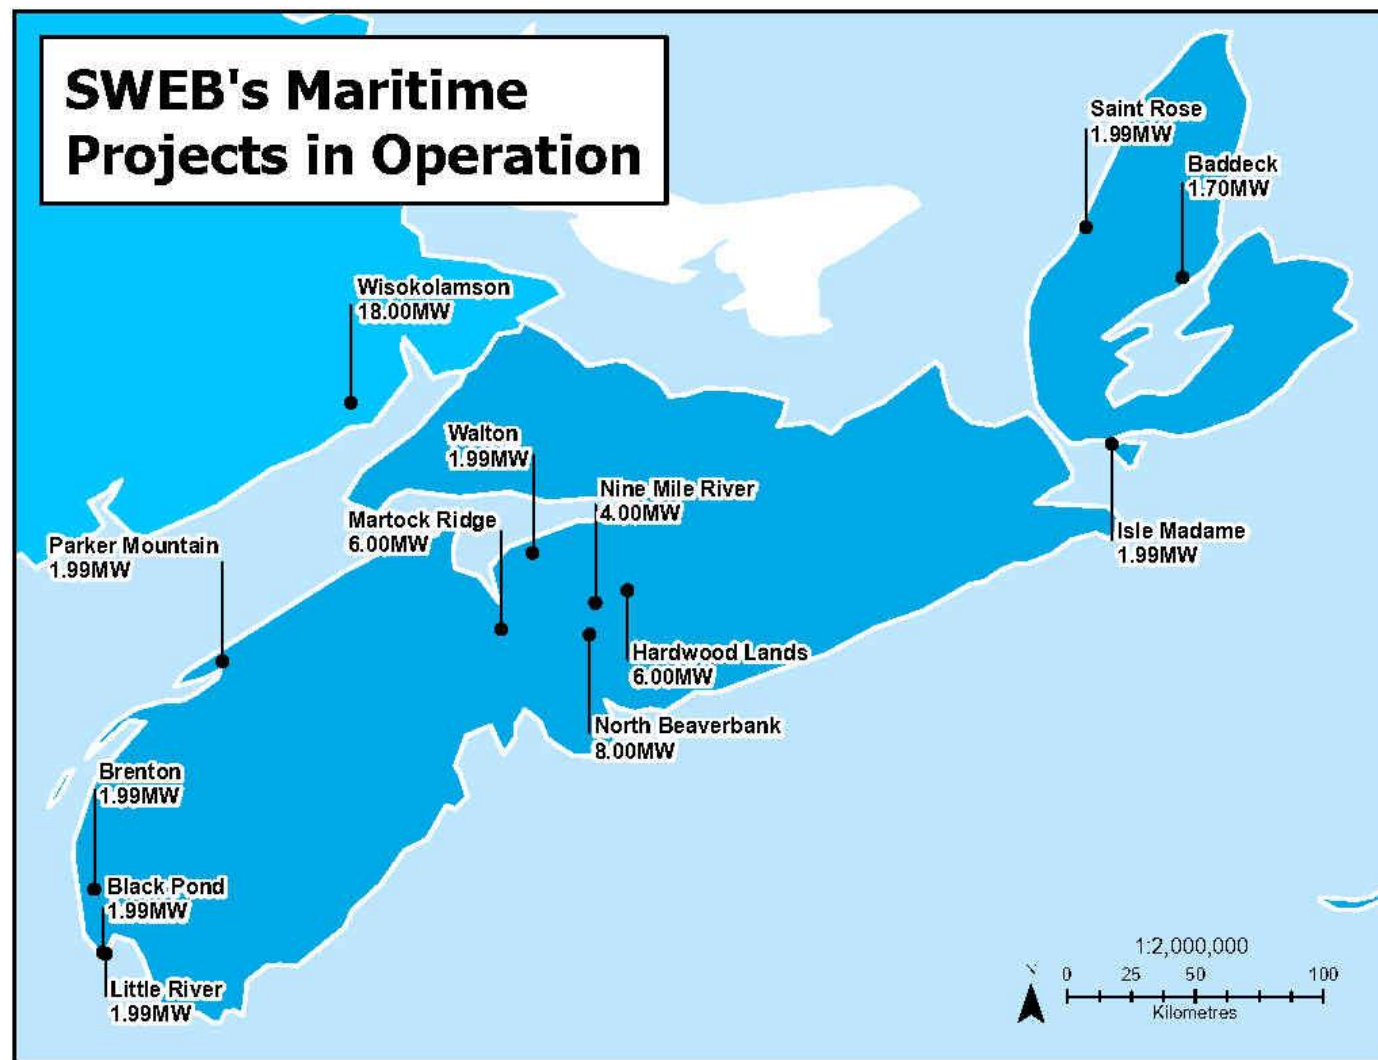 SWEB's Maritime
Projects in Operation
Saint Rose
1.99MW
Baddeck
1.70MW
Wisokolamson
18.00MW
Walton
1.99MW
Nine Mile River
4.00MW
Martock Ridge
6.00MW
Isle Madame
1.99MW
Parker Mountain
1.99MW
Hardwood Lands
6.00MW
North Beaverbank
8.00MW
Brenton
1.99MW
Black Pond
1.99MW
Little River
1.99MW
1:2,000,000
N
0 25 50 100
Kilometres